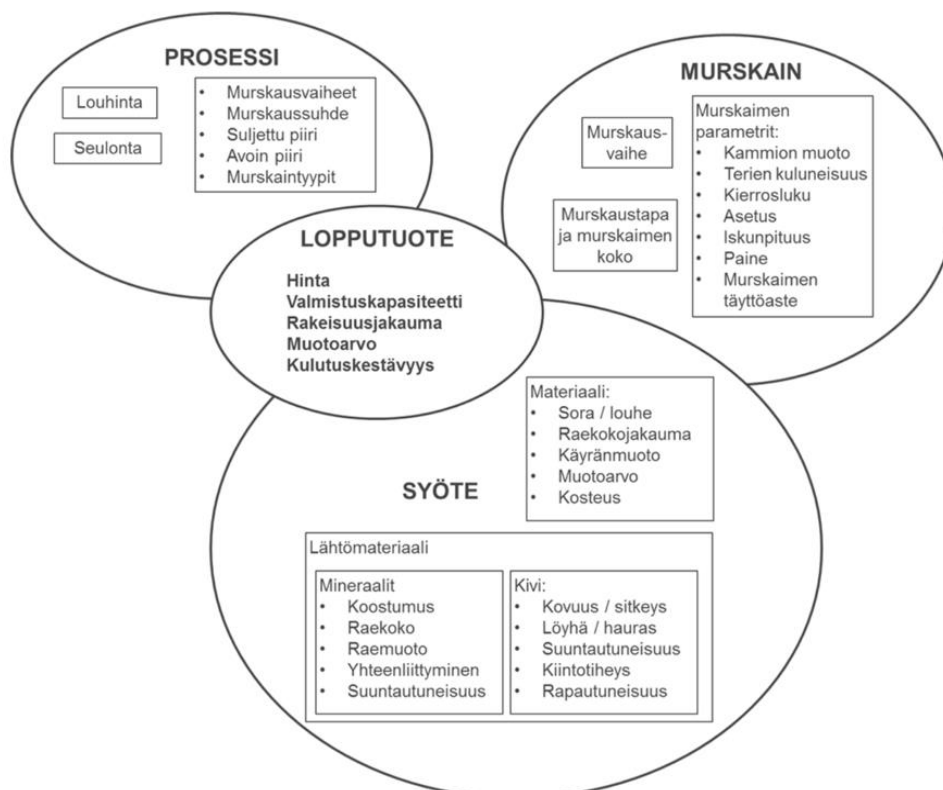 PROSESSI
Louhinta
Seulonta
• Murskausvaiheet
• Murskaussuhde
• Suljettu piiri
• Avoin piiri
• Murskaintyypit
MURSKAIN
Murskaus-
vaihe
Murskaustapa
ja murskaimen
koko
Murskaimen
parametrit:
• Kammion muoto
• Terien kuluneisuus
• Kierrosluku
• Asetus
• Iskunpituus
• Paine
• Murskaimen
täyttöaste
LOPPUTUOTE
Hinta
Valmistuskapasiteetti
Rakeisuusjakauma
Muotoarvo
Kulutuskestävyys
SYÖTE
Materiaali:
• Sora / louhe
• Raekokojakauma
• Käyränmuoto
• Muotoarvo
• Kosteus
Lähtömateriaali
Mineraalit
• Koostumus
• Raekoko
• Raemuoto
• Yhteenliittyminen
• Suuntautuneisuus
Kivi:
• Kovuus / sitkeys
• Löyhä / hauras
• Suuntautuneisuus
• Kiintotiheys
• Rapautuneisuus